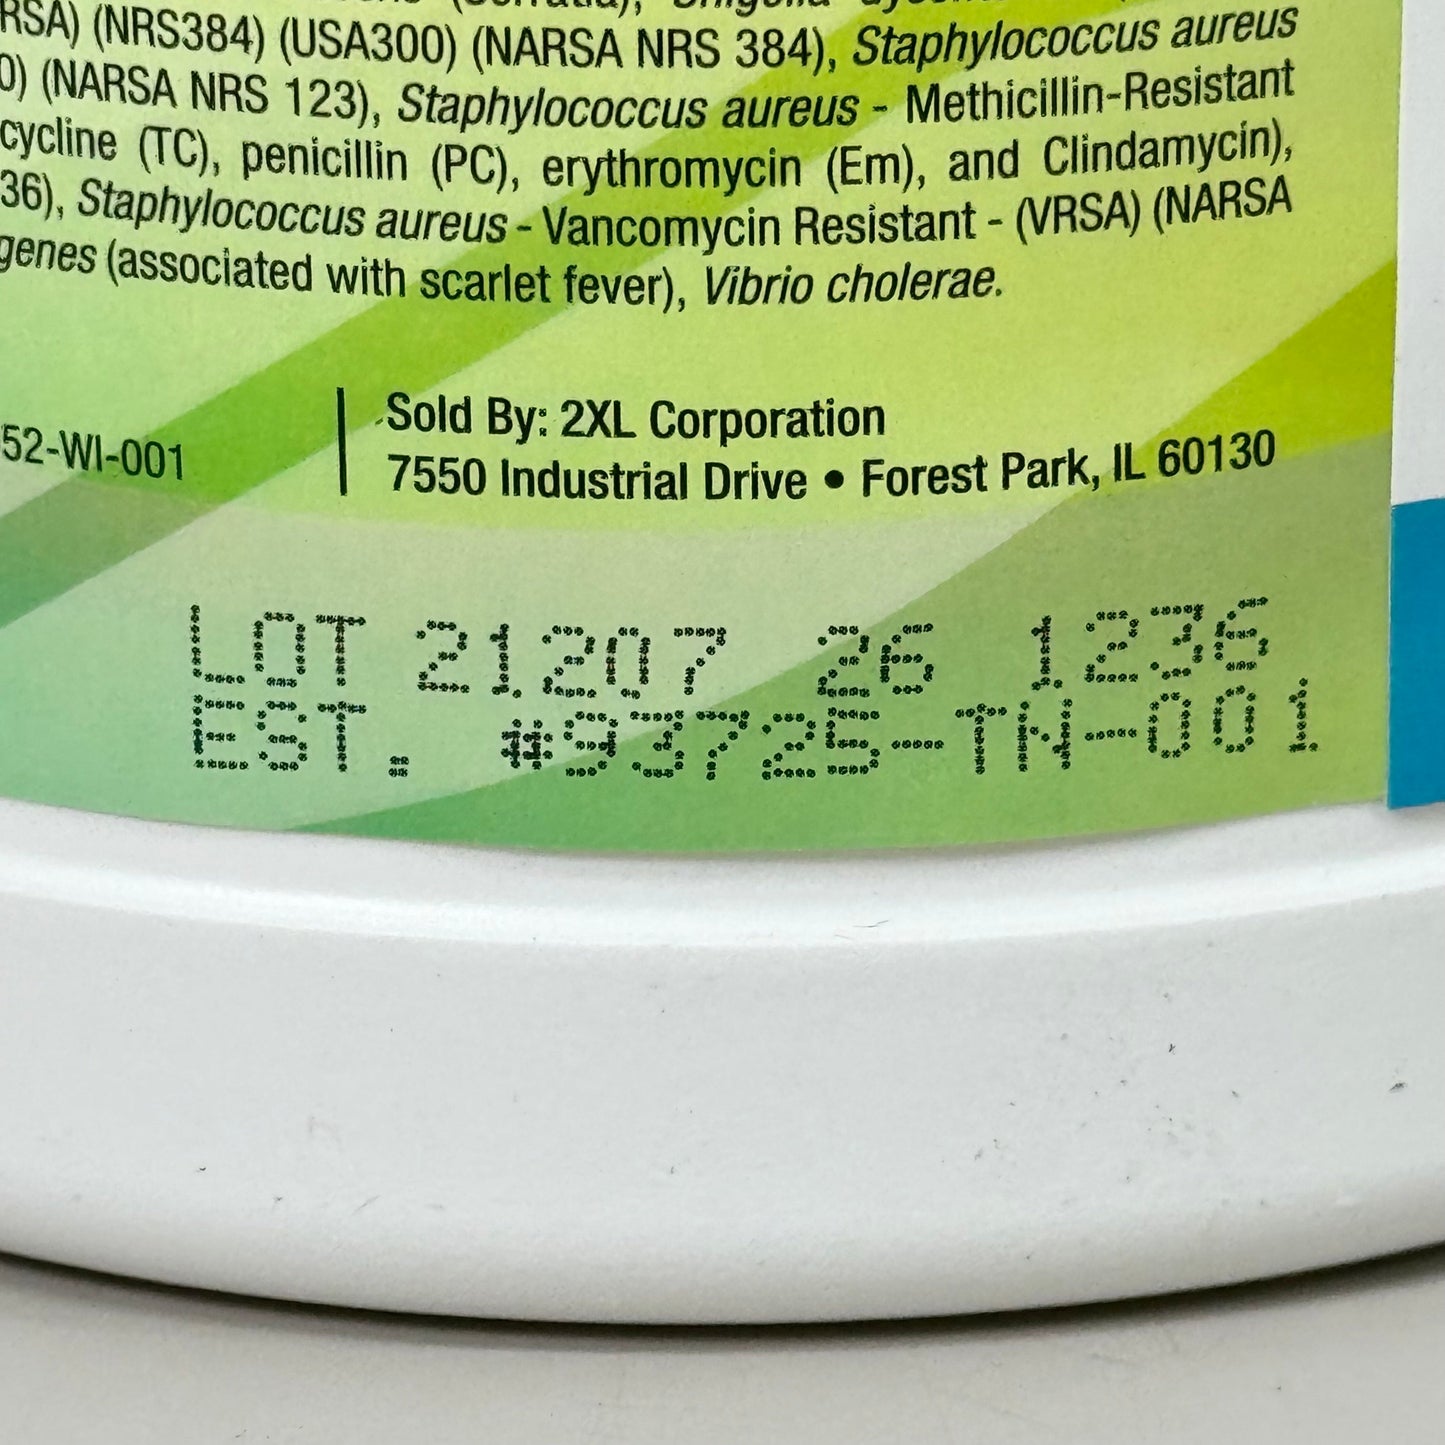 (Serratia), Shigella
RSA) (NRS384) (USA300) (NARSA NRS 384), Staphylococcus aureus
0) (NARSA NRS 123), Staphylococcus aureus - Methicillin-Resistant
cycline (TC), penicillin (PC), erythromycin (Em), and Clindamycin),
36), Staphylococcus aureus - Vancomycin Resistant - (VRSA) (NARSA
genes (associated with scarlet fever), Vibrio cholerae.
52-WI-001
Sold By: 2XL Corporation
7550 Industrial Drive • Forest Park, IL 60130
LOT 21207 26 1236
EST. #93725-TN-001